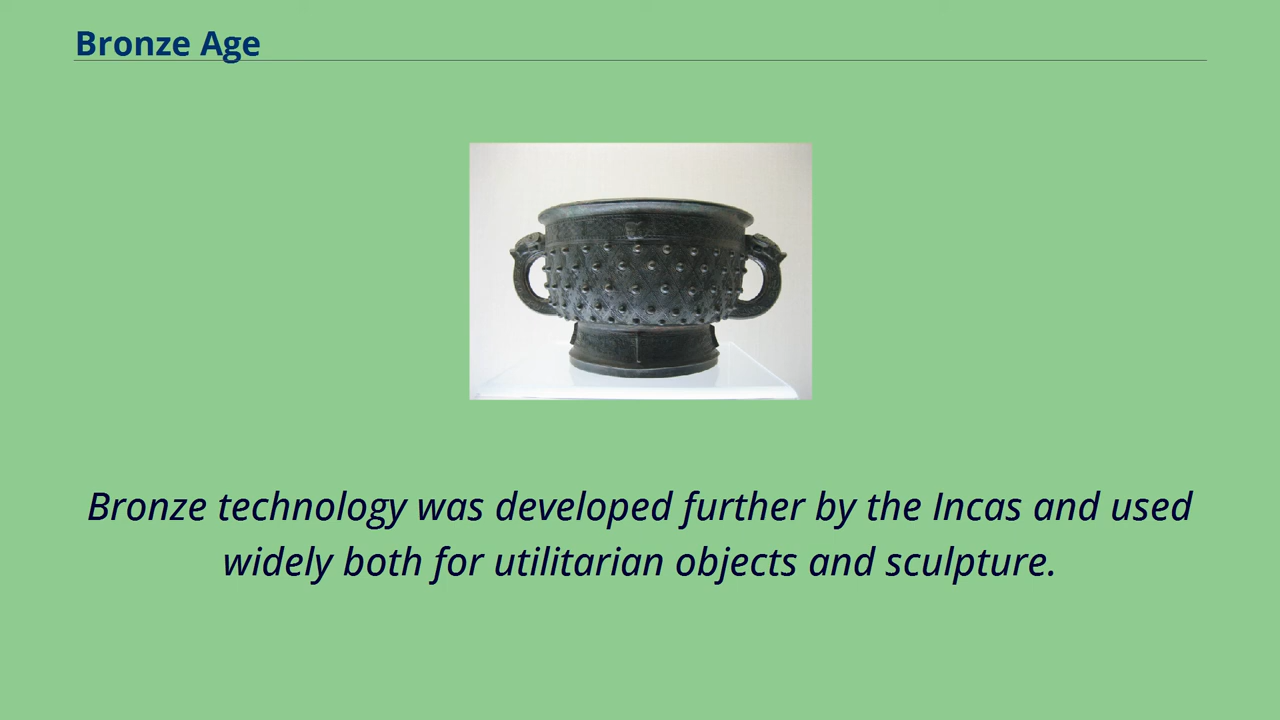 Bronze Age
Bronze technology was developed further by the Incas and used
widely both for utilitarian objects and sculpture.